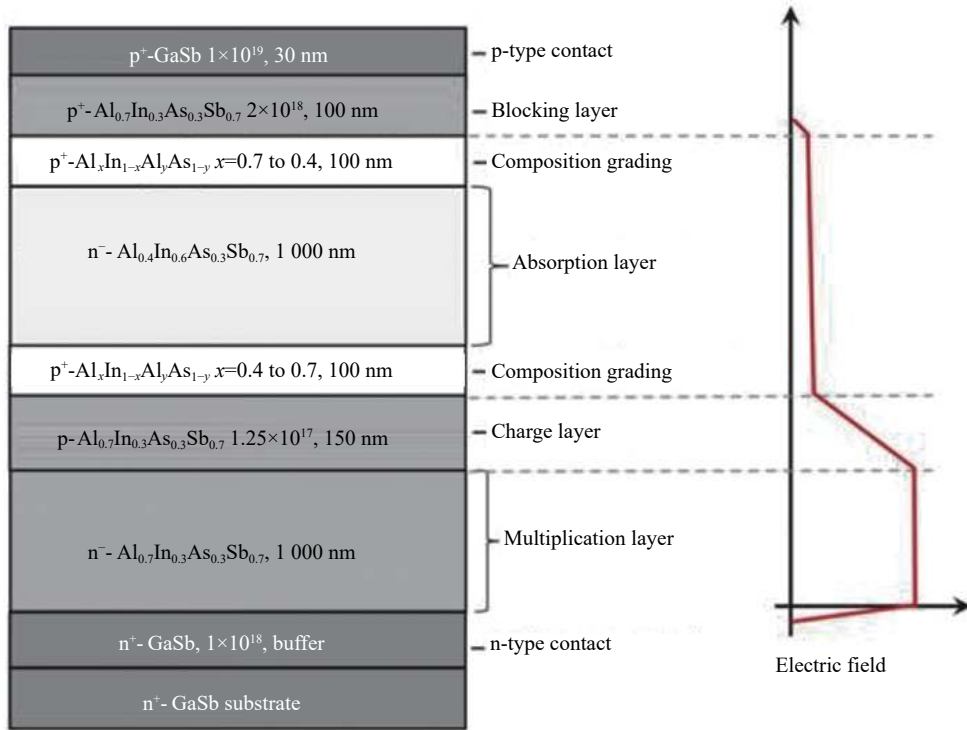 p⁺-GaSb 1×10¹⁹, 30 nm
p-type contact
p⁺- Al₀.₇In₀.₃As₀.₃Sb₀.₇ 2×10¹⁸, 100 nm
Blocking layer
p⁺-AlₓIn₁₋ₓAlᵧAs₁₋ᵧ x=0.7 to 0.4, 100 nm
Composition grading
n⁻- Al₀.₄In₀.₆As₀.₃Sb₀.₇, 1 000 nm
Absorption layer
p⁺-AlₓIn₁₋ₓAlᵧAs₁₋ᵧ x=0.4 to 0.7, 100 nm
Composition grading
p-Al₀.₇In₀.₃As₀.₃Sb₀.₇ 1.25×10¹⁷, 150 nm
Charge layer
n⁻- Al₀.₇In₀.₃As₀.₃Sb₀.₇, 1 000 nm
Multiplication layer
n⁺- GaSb, 1×10¹⁸, buffer
n-type contact
n⁺- GaSb substrate
Electric field